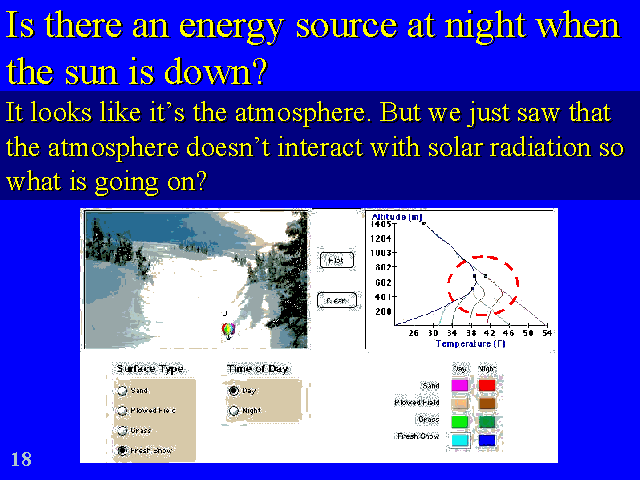 Is there an energy source at night when
the sun is down?
It looks like it's the atmosphere. But we just saw that
the atmosphere doesn't interact with solar radiation so
what is going on?
Altitude (m)
1405
1204
1003
802
602
401
200
26 30 34 38 42 46 50 54
Temperature (F)
Plot
Surface Type
Time of Day
Sand
Plowed Field
Grass
Fresh Snow
Day
Night
Day Night
Sand
Plowed Field
Grass
Fresh Snow
18